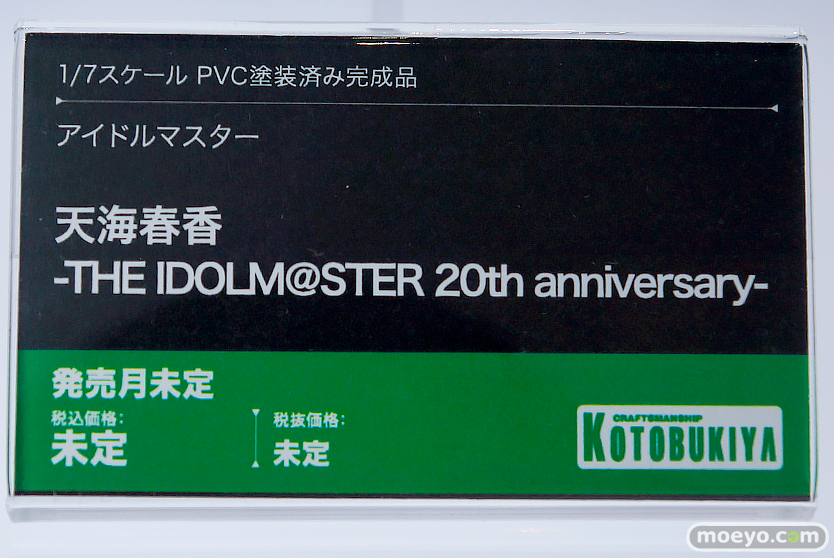 1/7スケール PVC塗装済み完成品
アイドルマスター
天海春香
-THE IDOLM@STER 20th anniversary-
発売月未定
税込価格:
未定
税抜価格:
未定
CRAFTSMANSHIP
KOTOBUKIYA
moeyo.com